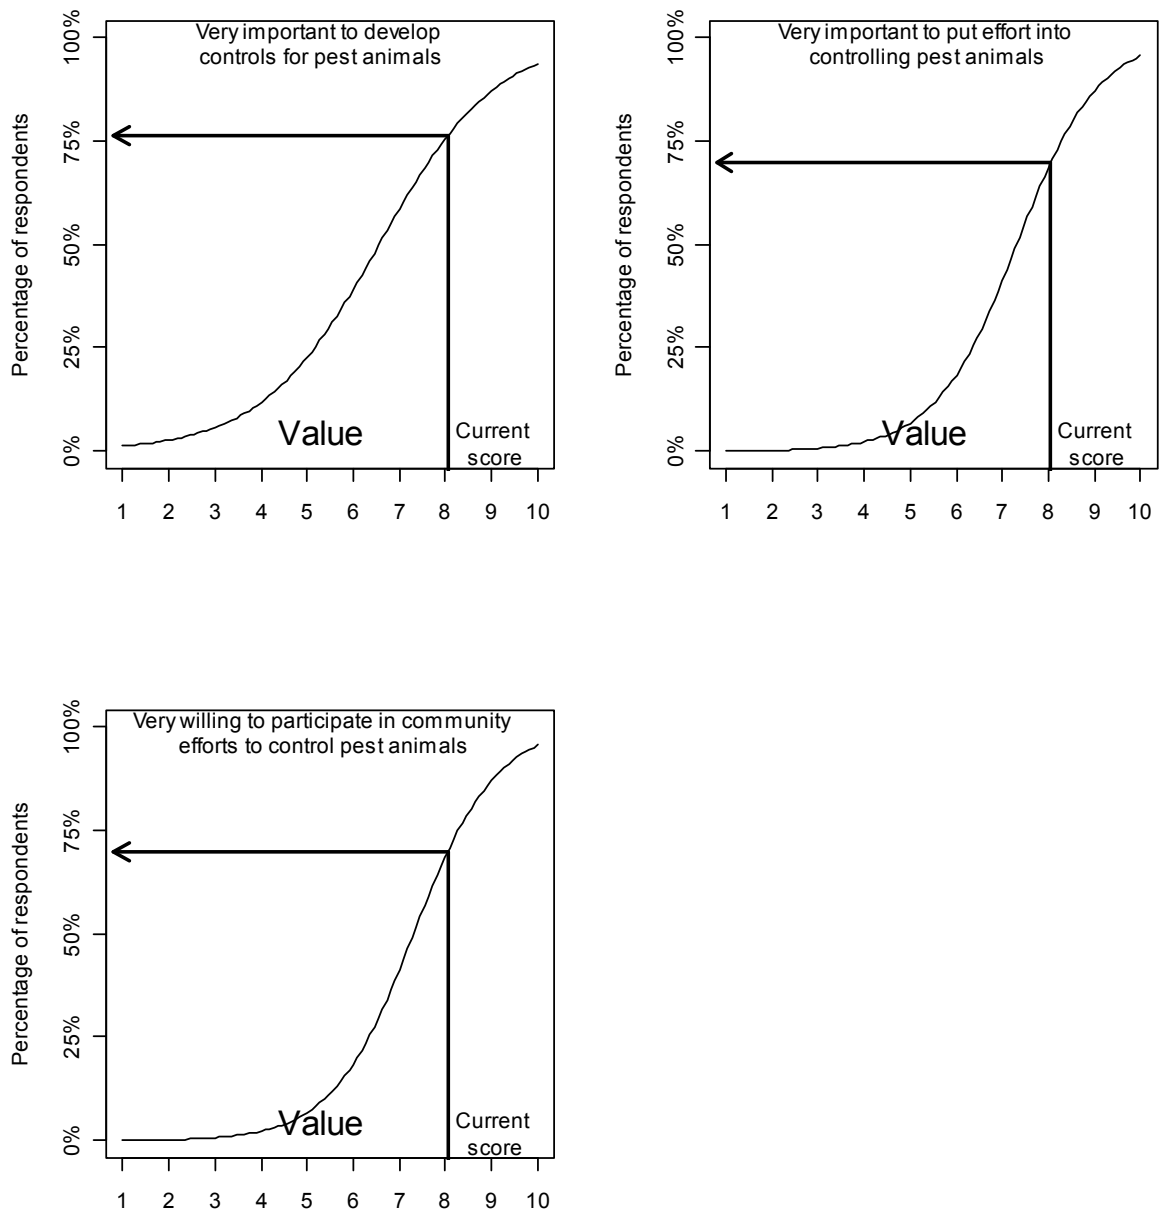 Very important to develop
controls for pest animals
Percentage of respondents
100%
75%
50%
25%
0%
Value
Current
score
1 2 3 4 5 6 7 8 9 10
Very important to put effort into
controlling pest animals
Percentage of respondents
100%
75%
50%
25%
0%
Value
Current
score
1 2 3 4 5 6 7 8 9 10
Very willing to participate in community
efforts to control pest animals
Percentage of respondents
100%
75%
50%
25%
0%
Value
Current
score
1 2 3 4 5 6 7 8 9 10